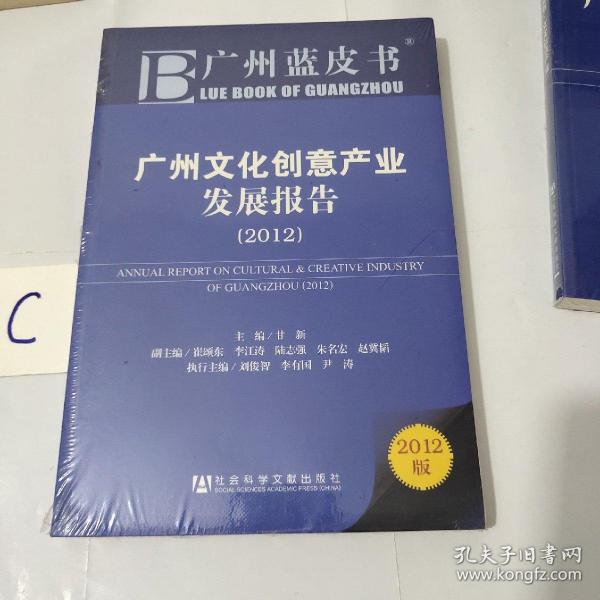 广州蓝皮书®
BLUE BOOK OF GUANGZHOU
广州文化创意产业
发展报告
(2012)
ANNUAL REPORT ON CULTURAL & CREATIVE INDUSTRY
OF GUANGZHOU (2012)
主 编/甘 新
副主编/崔颂东 李江涛 陆志强 朱名宏 赵冀韬
执行主编/刘俊智 李有国 尹 涛
2012
版
社会科学文献出版社
SOCIAL SCIENCES ACADEMIC PRESS (CHINA)
C
孔夫子旧书网
www.kongfz.com